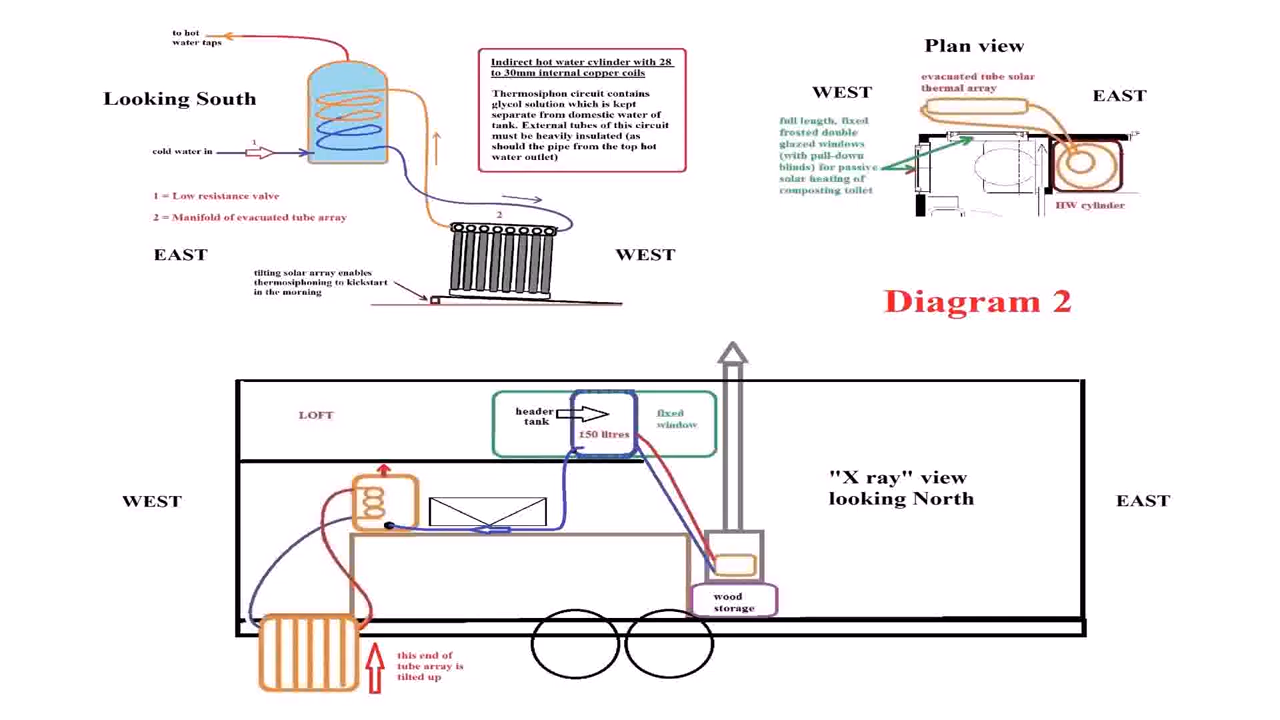 to hot
water taps
Looking South
cold water in
1
Indirect hot water cylinder with 28
to 30mm internal copper coils
Thermosiphon circuit contains
glycol solution which is kept
separate from domestic water of
tank. External tubes of this circuit
must be heavily insulated (as
should the pipe from the top hot
water outlet)
1 = Low resistance valve
2 = Manifold of evacuated tube array
2
EAST
WEST
tilting solar array enables
thermosiphoning to kickstart
in the morning
Plan view
evacuated tube solar
thermal array
WEST
EAST
full length, fixed
frosted double
glazed windows
(with pull-down
blinds) for passive
solar heating of
composting toilet
HW cylinder
Diagram 2
LOFT
header
tank
150 litres
fixed
window
"X ray" view
looking North
WEST
EAST
wood
storage
this end of
tube array is
tilted up